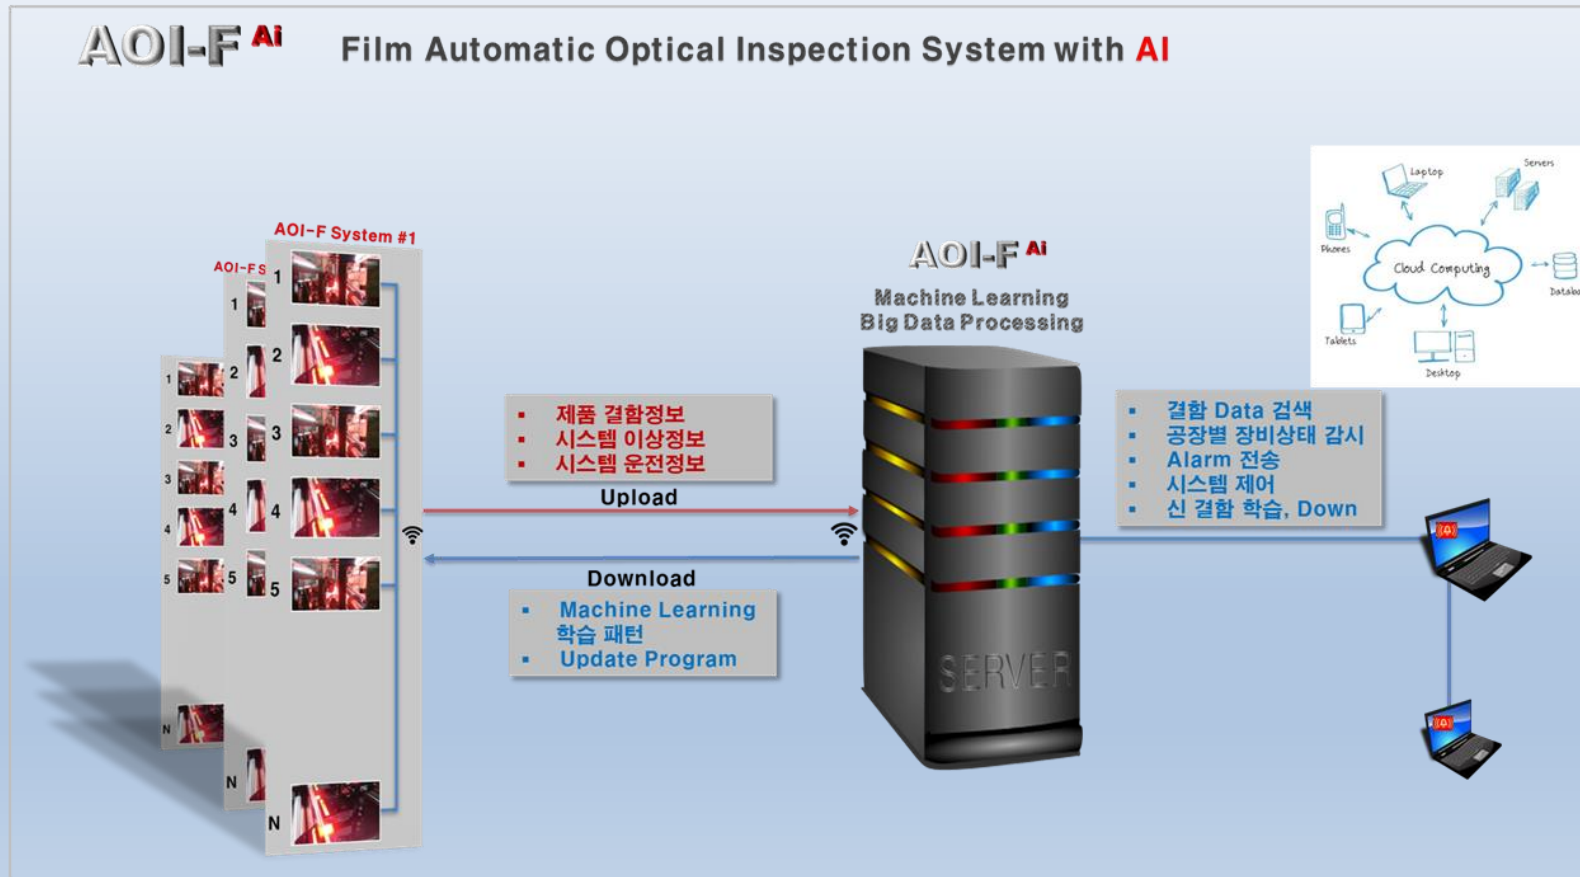 AOI-F Ai
Film Automatic Optical Inspection System with AI
AOI-F System #1
1
2
3
4
5
N
AOI-F S
1
2
3
4
5
N
1
2
3
4
5
N
▪ 제품 결함정보
▪ 시스템 이상정보
▪ 시스템 운전정보
Upload
Download
▪ Machine Learning
학습 패턴
▪ Update Program
AOI-F Ai
Machine Learning
Big Data Processing
SERVER
▪ 결함 Data 검색
▪ 공장별 장비상태 감시
▪ Alarm 전송
▪ 시스템 제어
▪ 신 결함 학습, Down
Laptop
Servers
Phones
Cloud Computing
Databa
Tablets
Desktop